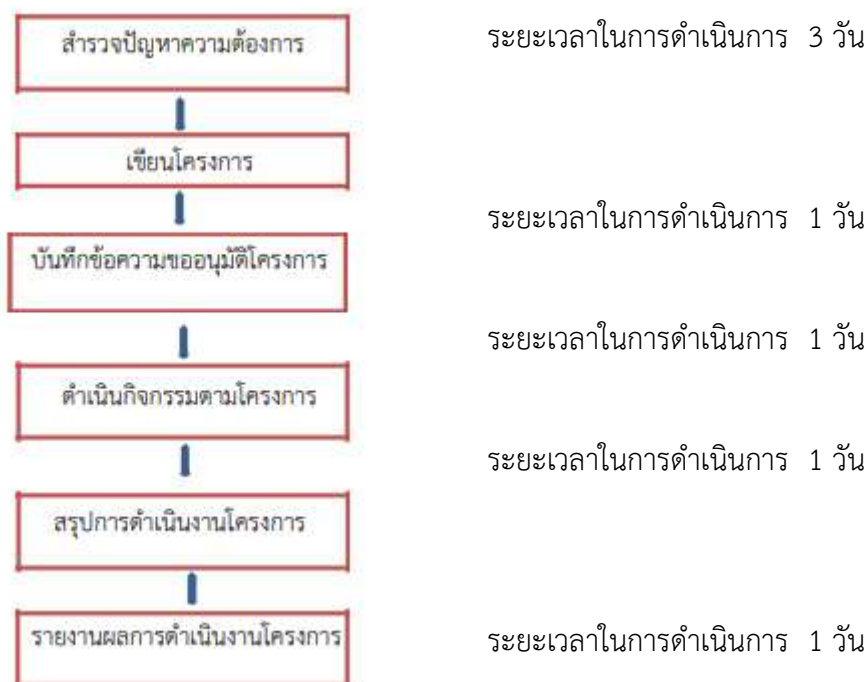 สำรวจปัญหาความต้องการ ระยะเวลาในการดำเนินการ 3 วัน
เขียนโครงการ
ระยะเวลาในการดำเนินการ 1 วัน
บันทึกข้อความขออนุมัติโครงการ
ระยะเวลาในการดำเนินการ 1 วัน
ดำเนินกิจกรรมตามโครงการ
ระยะเวลาในการดำเนินการ 1 วัน
สรุปการดำเนินงานโครงการ
รายงานผลการดำเนินงานโครงการ ระยะเวลาในการดำเนินการ 1 วัน